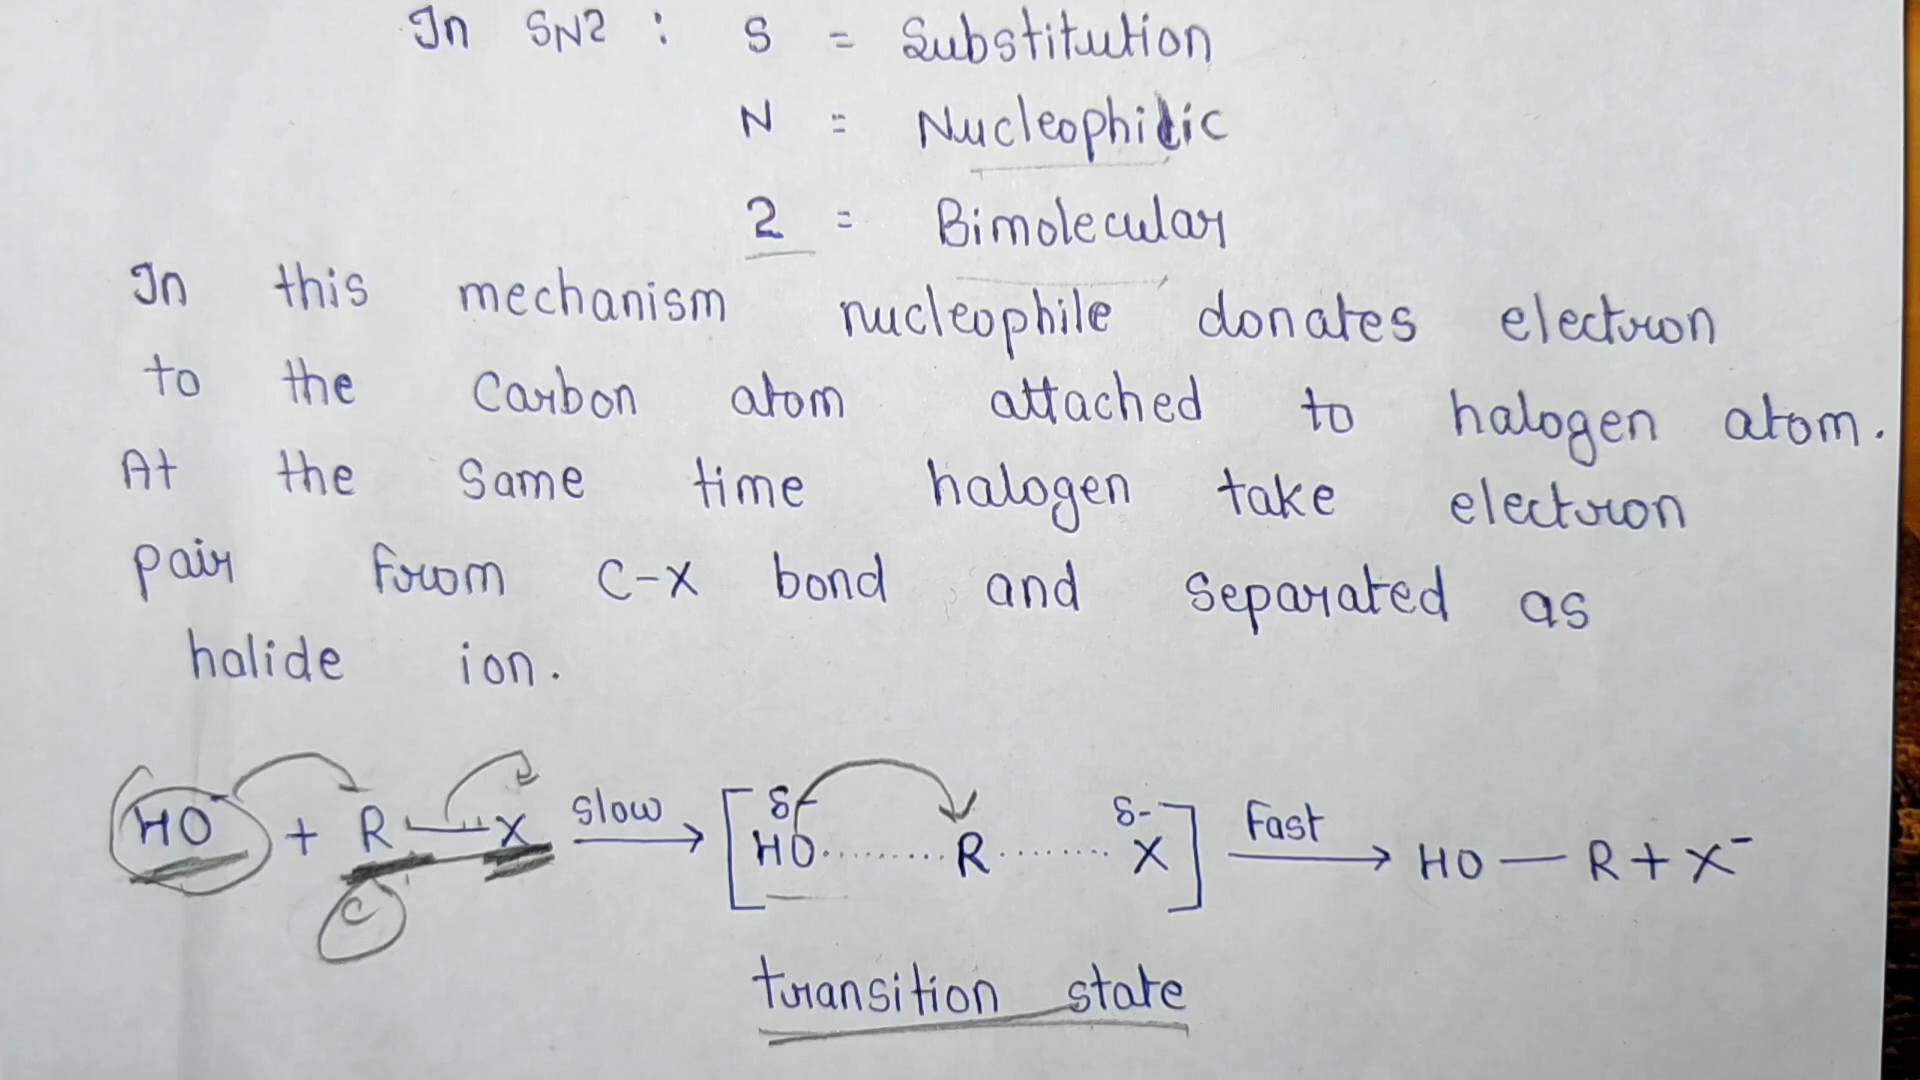 In SN2 : S = Substitution
N = Nucleophilic
2 = Bimolecular
In this mechanism nucleophile donates electron
to the Carbon atom attached to halogen atom.
At the Same time halogen take electron
pair from C-X bond and Separated as
halide ion.
HO⁻ + R — X slow → [ δ- HO ........ R ........ δ- X ] Fast → HO — R + X⁻
C
transition state